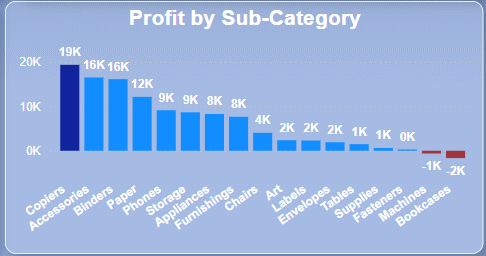 Profit by Sub-Category
20K
10K
0K
19K
16K
16K
12K
9K
9K
8K
8K
4K
2K
2K
2K
1K
1K
0K
-1K
-2K
Copiers
Accessories
Binders
Paper
Phones
Storage
Appliances
Furnishings
Chairs
Art
Labels
Envelopes
Tables
Supplies
Fasteners
Machines
Bookcases